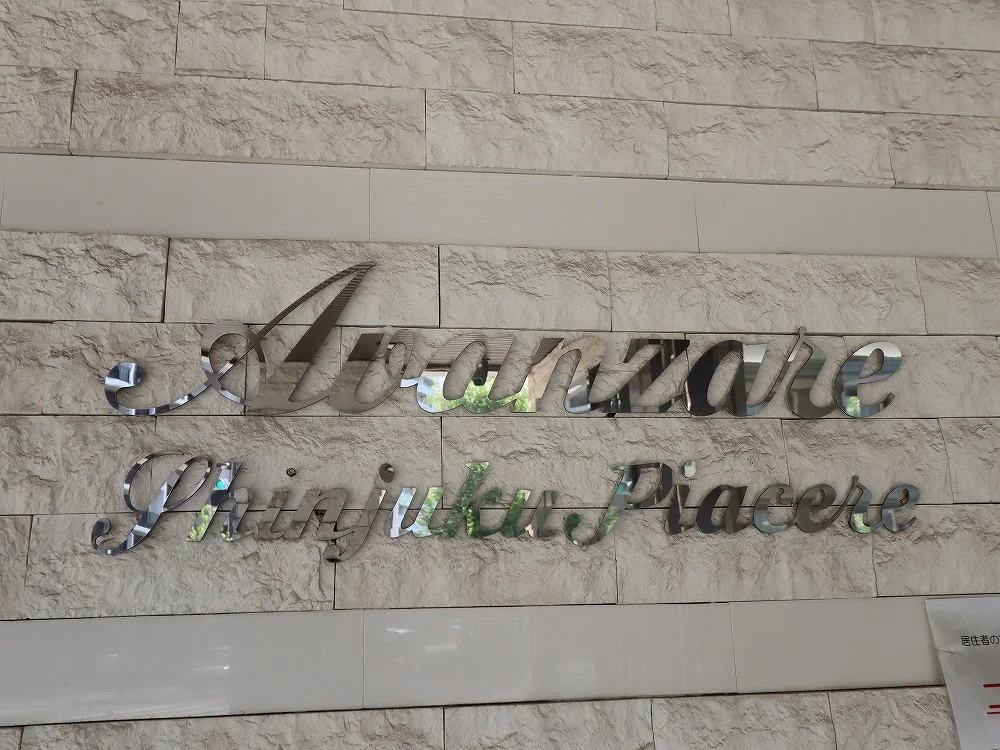 Avanzare
Shinjuku Piacere
居住者の